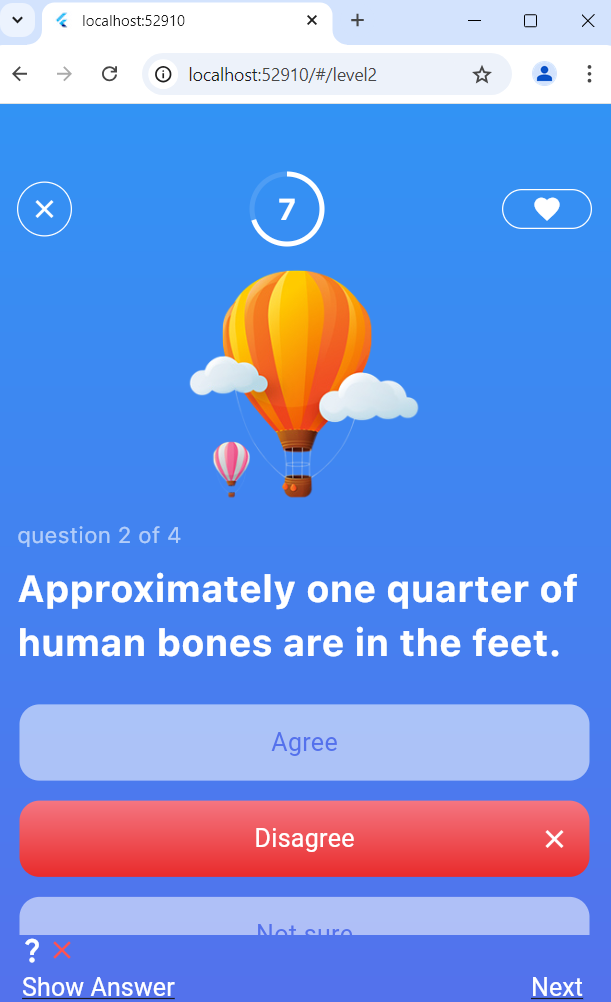 localhost:52910
localhost:52910/#/level2
7
question 2 of 4
Approximately one quarter of
human bones are in the feet.
Agree
Disagree
Not sure
?
Show Answer
Next